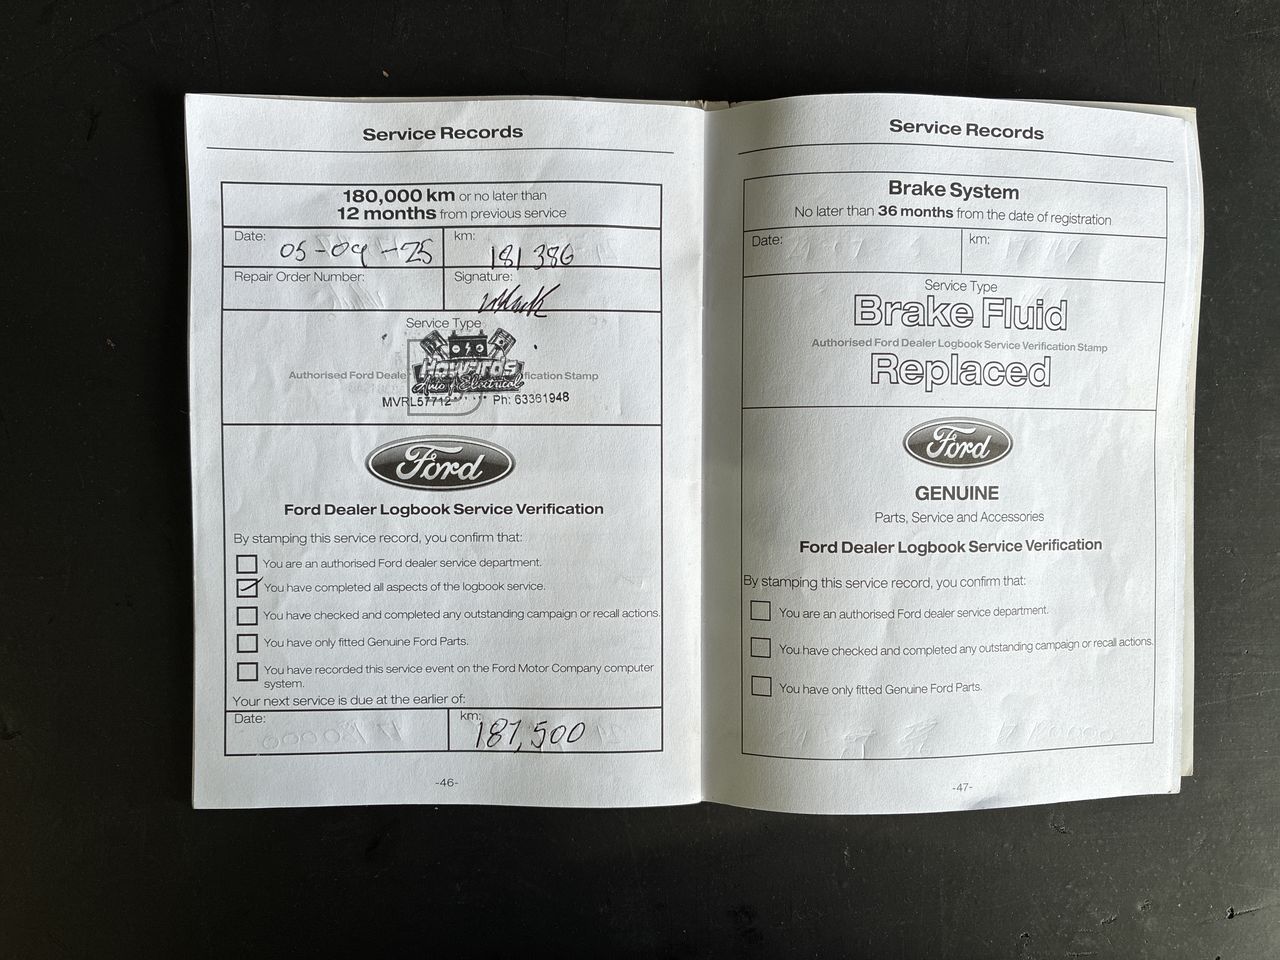 Service Records
180,000 km or no later than
12 months from previous service
Date: 05-09-25
km: 181 386
Repair Order Number:
Signature:
Service Type
Howards
Auto & Electrical
Authorised Ford Deale fication Stamp
MVRL57712 Ph: 63361948
Ford
Ford Dealer Logbook Service Verification
By stamping this service record, you confirm that:
You are an authorised Ford dealer service department.
You have completed all aspects of the logbook service.
You have checked and completed any outstanding campaign or recall actions.
You have only fitted Genuine Ford Parts.
You have recorded this service event on the Ford Motor Company computer
system.
Your next service is due at the earlier of:
Date:
km: 187,500
-46-
Service Records
Brake System
No later than 36 months from the date of registration
Date:
km:
Service Type
Brake Fluid
Authorised Ford Dealer Logbook Service Verification Stamp
Replaced
Ford
GENUINE
Parts, Service and Accessories
Ford Dealer Logbook Service Verification
By stamping this service record, you confirm that:
You are an authorised Ford dealer service department.
You have checked and completed any outstanding campaign or recall actions.
You have only fitted Genuine Ford Parts.
-47-